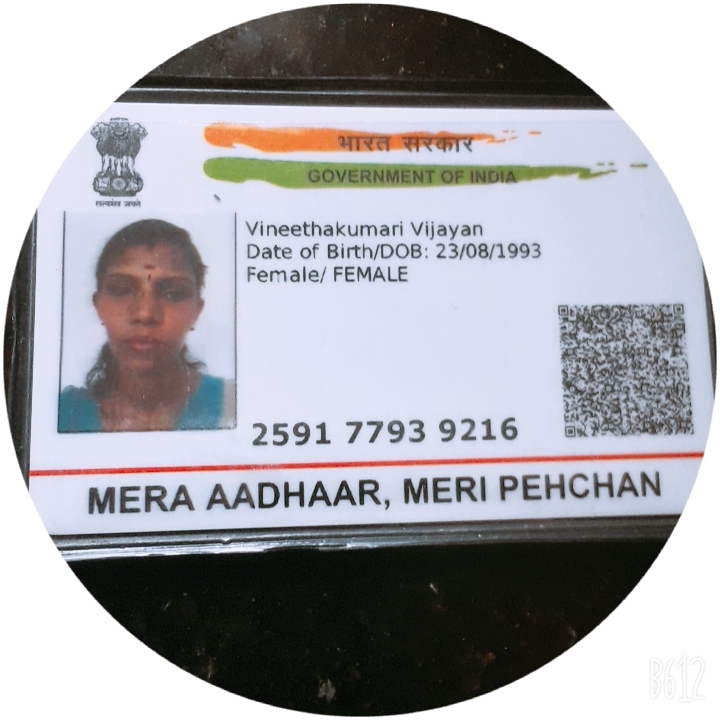 भारत सरकार
GOVERNMENT OF INDIA
सत्यमेव जयते
Vineethakumari Vijayan
Date of Birth/DOB: 23/08/1993
Female/ FEMALE
2591 7793 9216
MERA AADHAAR, MERI PEHCHAN
B612